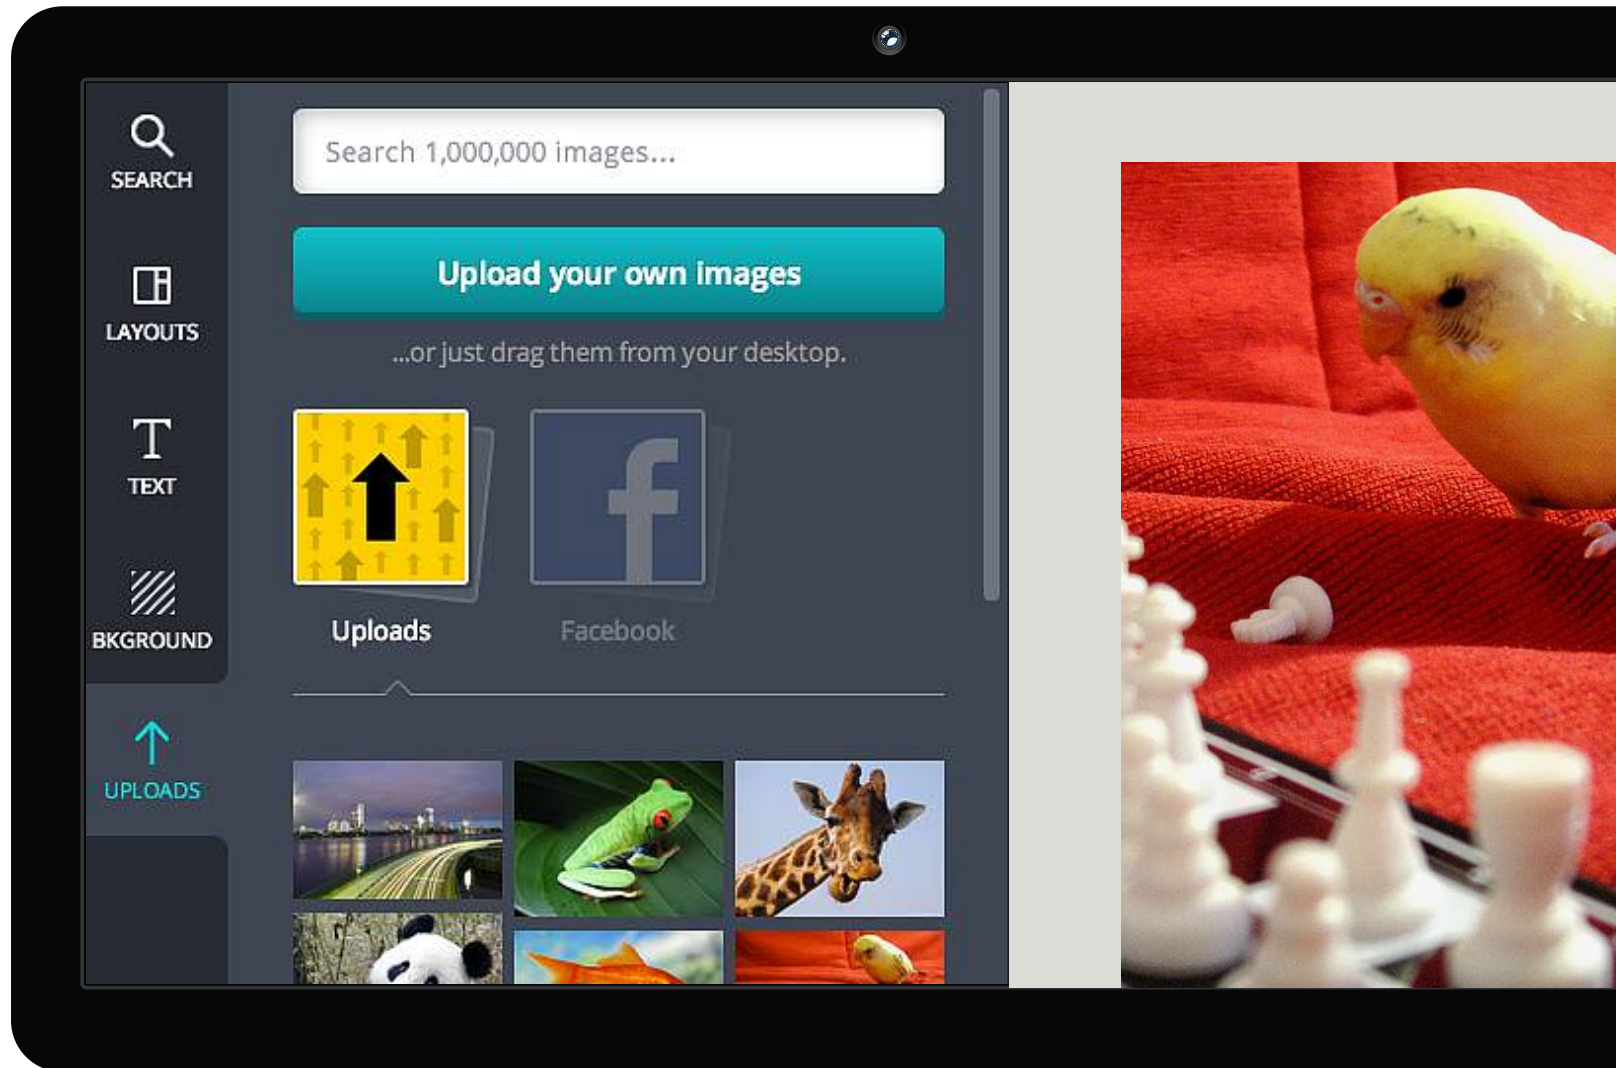 SEARCH
LAYOUTS
TEXT
BKGROUND
UPLOADS
Search 1,000,000 images...
Upload your own images
...or just drag them from your desktop.
Uploads
Facebook